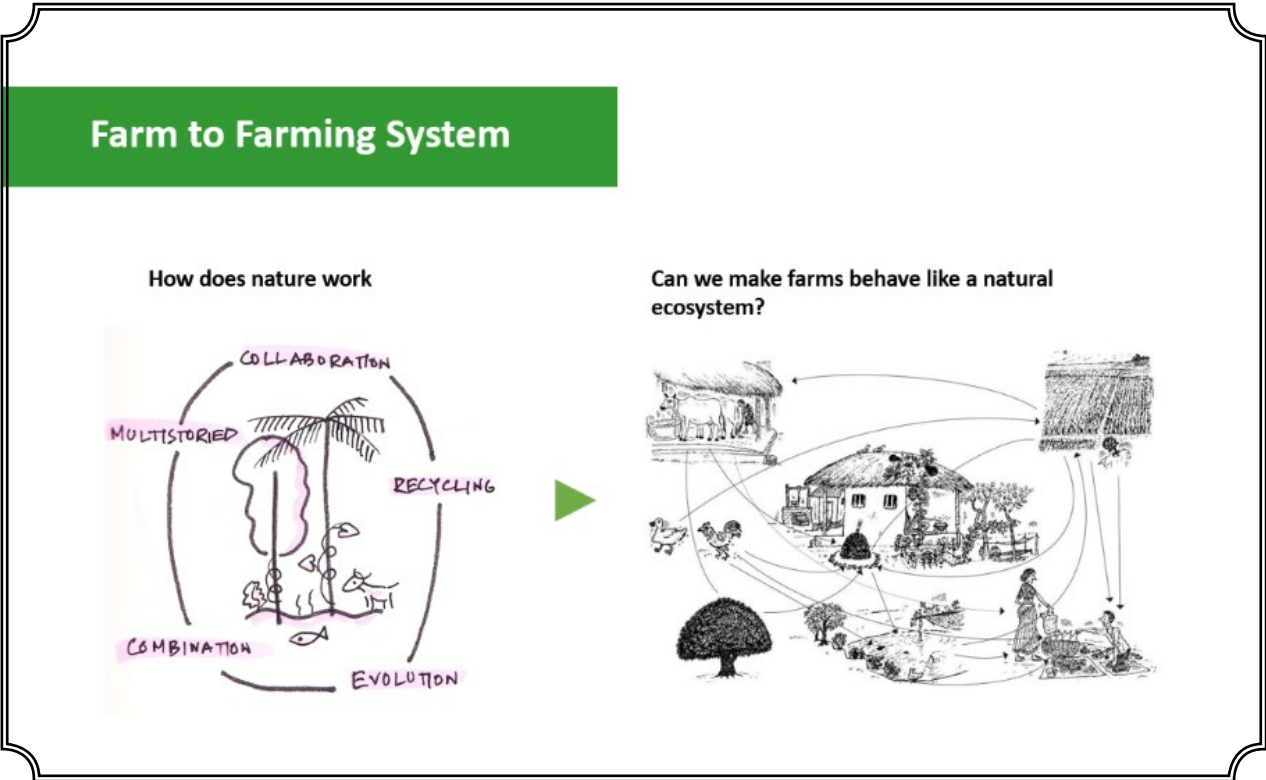 Farm to Farming System
How does nature work
COLLABORATION
MULTISTORIED
RECYCLING
COMBINATION
EVOLUTION
Can we make farms behave like a natural
ecosystem?